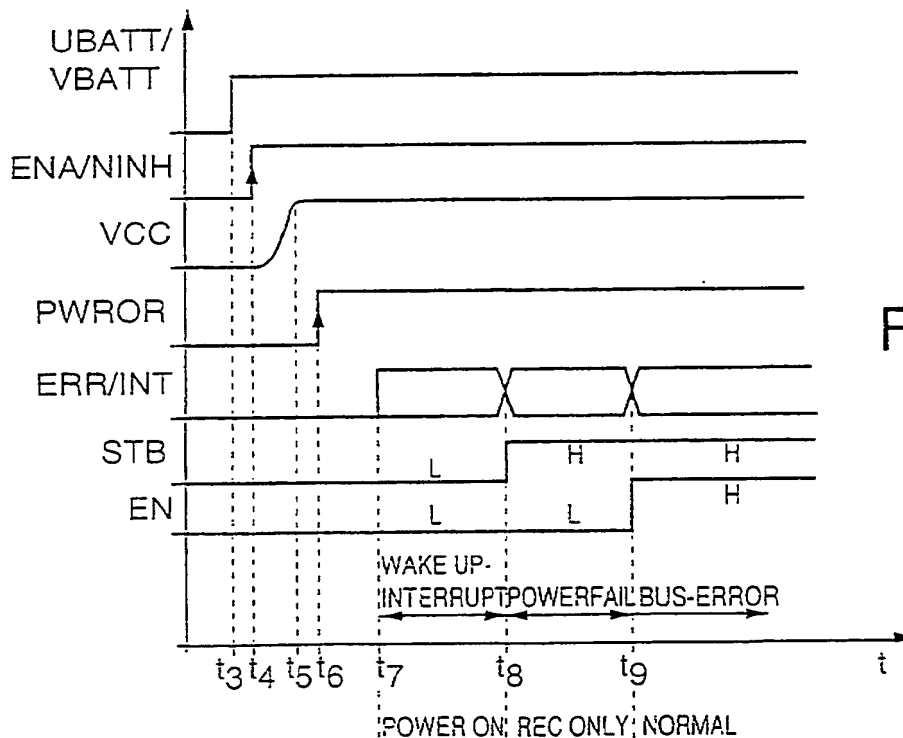 UBATT/
VBATT
ENA/NINH
VCC
PWROR
ERR/INT
F
STB
L
H
H
EN
L
L
H
WAKE UP-
INTERRUPT POWERFAIL BUS-ERROR
t3 t4 t5 t6 t7 t8 t9 t
POWER ON REC ONLY NORMAL